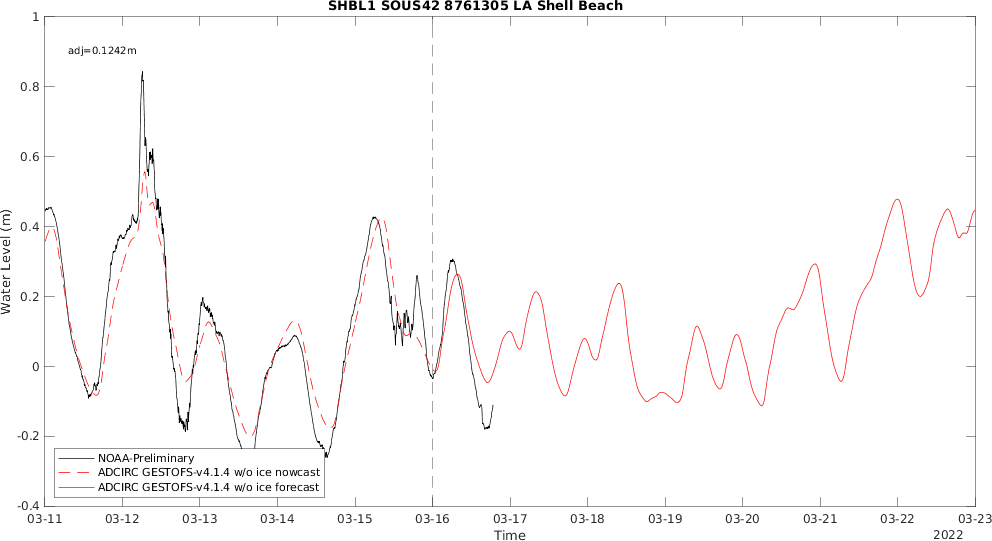 SHBL1 SOUS42 8761305 LA Shell Beach
adj=0.1242m
Water Level (m)
1
0.8
0.6
0.4
0.2
0
-0.2
-0.4
NOAA-Preliminary
ADCIRC GESTOFS-v4.1.4 w/o ice nowcast
ADCIRC GESTOFS-v4.1.4 w/o ice forecast
03-11 03-12 03-13 03-14 03-15 03-16 03-17 03-18 03-19 03-20 03-21 03-22 03-23
Time
2022